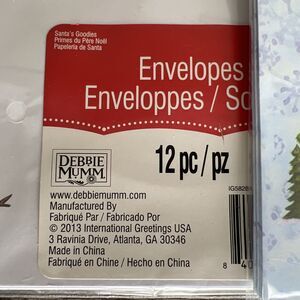 Santa's Goodies
Primes du Père Noël
Papelería de Santa
Envelopes
Enveloppes /
DEBBIE
MUMM®
12 pc/pz
www.debbiemumm.com
Manufactured By
Fabriqué Par / Fabricado Por
© 2013 International Greetings USA
3 Ravinia Drive, Atlanta, GA 30346
Made in China
Fabriqué en Chine / Hecho en China
8